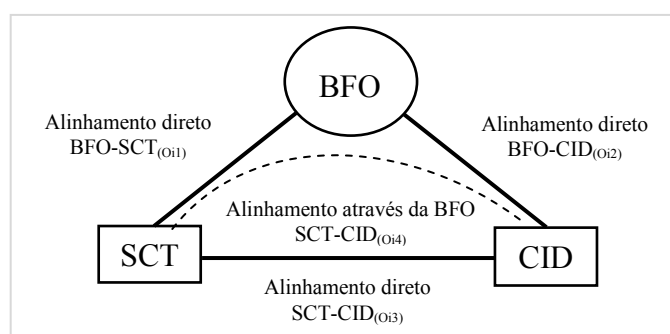 BFO
Alinhamento direto
BFO-SCT(Oi1)
Alinhamento direto
BFO-CID(Oi2)
Alinhamento através da BFO
SCT-CID(Oi4)
SCT
CID
Alinhamento direto
SCT-CID(Oi3)